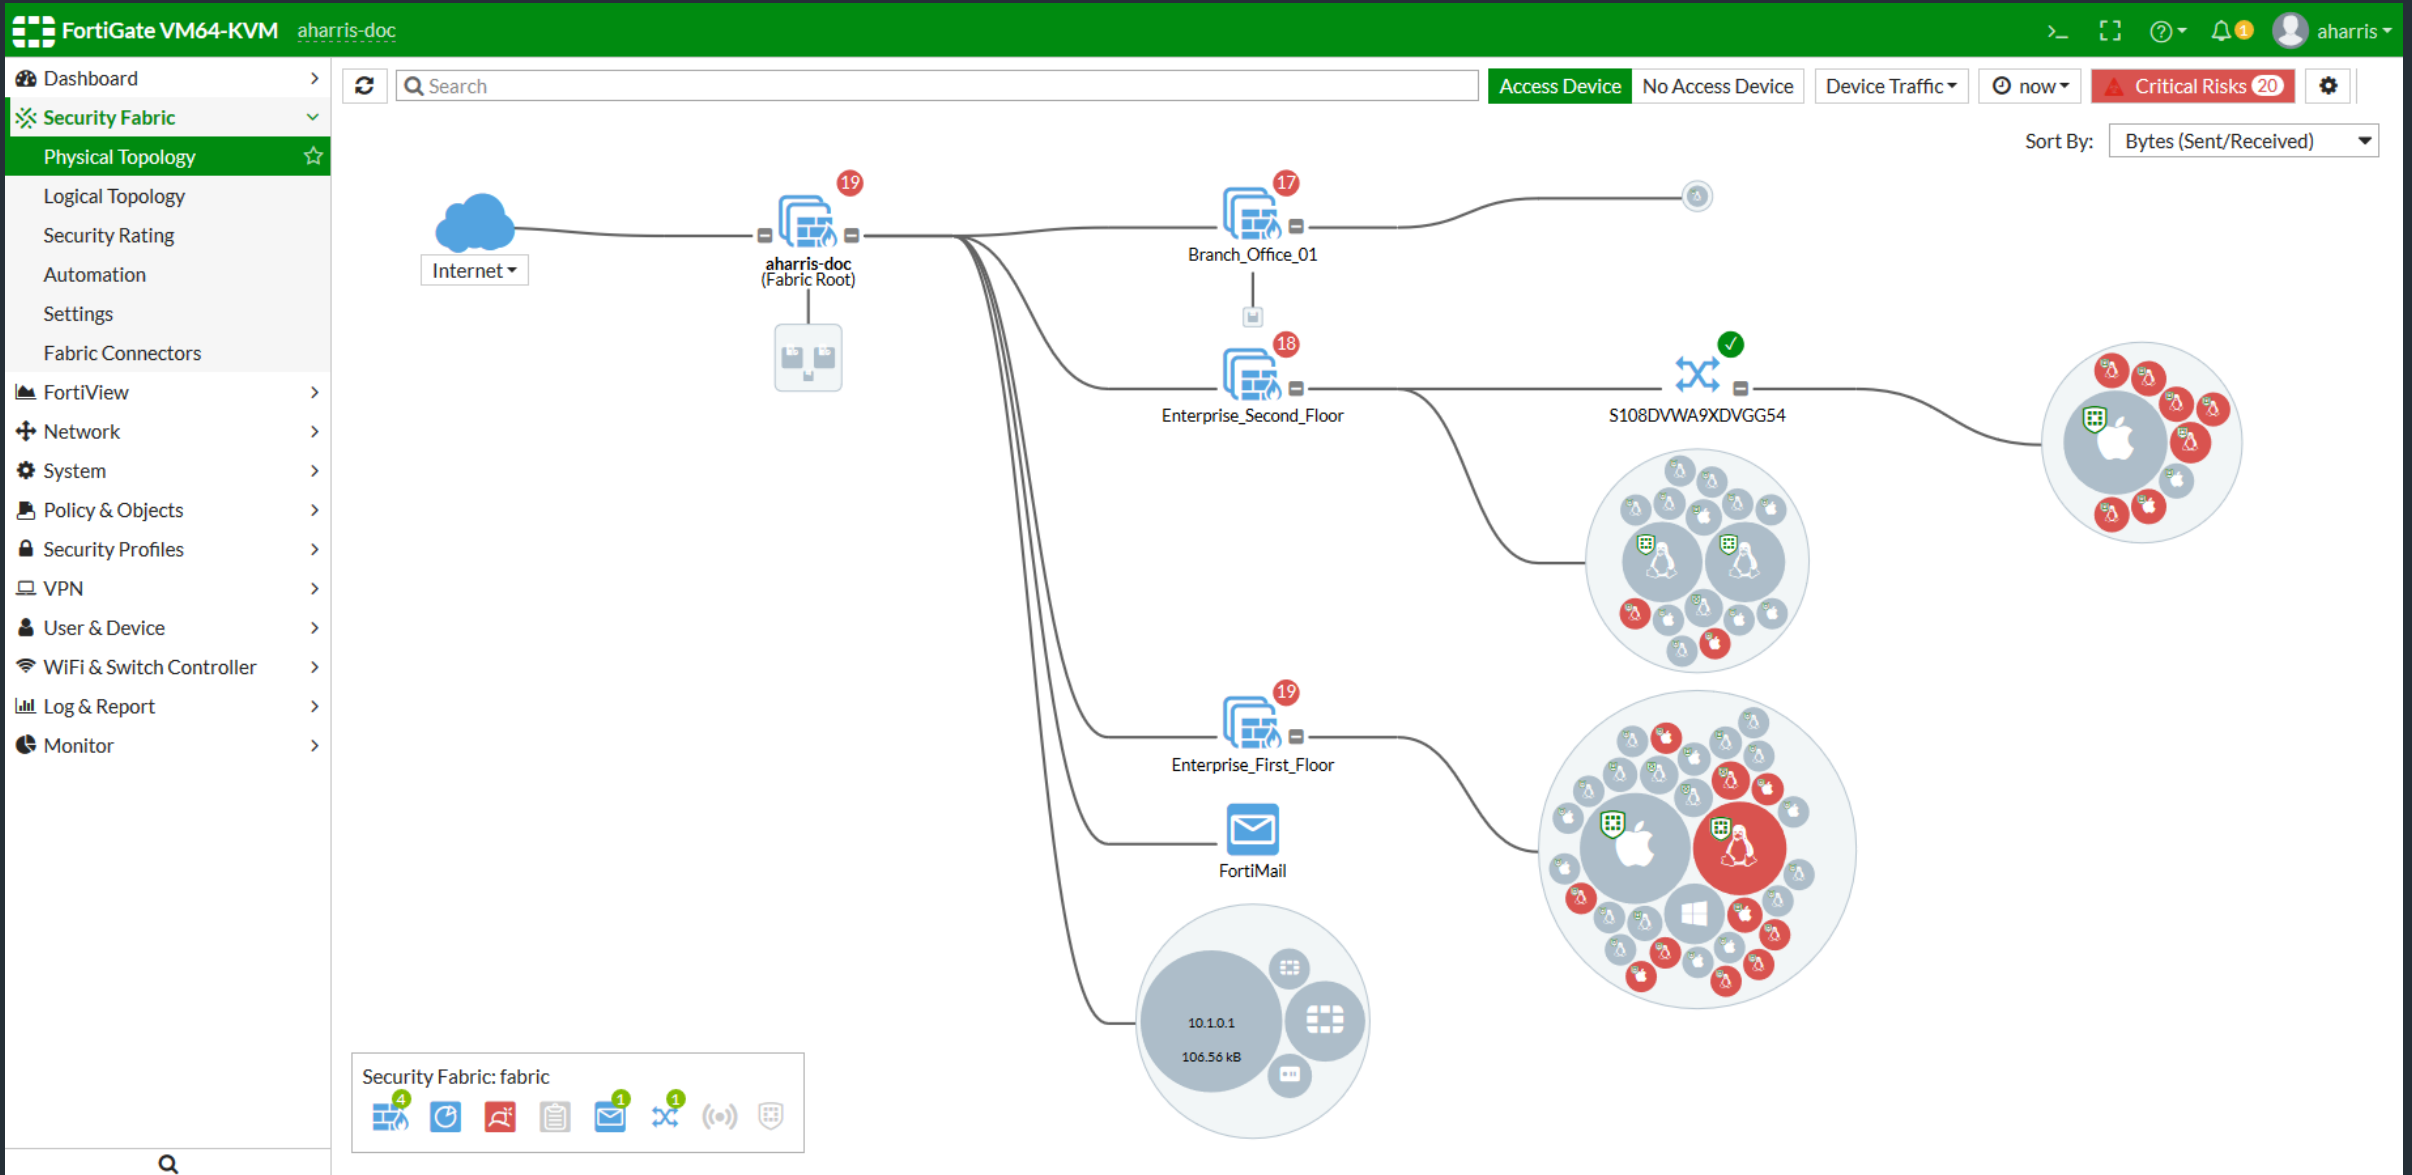 FortiGate VM64-KVM aharris-doc
1
aharris
Dashboard
Security Fabric
Physical Topology
Logical Topology
Security Rating
Automation
Settings
Fabric Connectors
FortiView
Network
System
Policy & Objects
Security Profiles
VPN
User & Device
WiFi & Switch Controller
Log & Report
Monitor
Search
Access Device
No Access Device
Device Traffic
now
Critical Risks 20
Sort By: Bytes (Sent/Received)
Internet
19
aharris-doc
(Fabric Root)
17
Branch_Office_01
18
Enterprise_Second_Floor
S108DVWA9XDVGG54
19
Enterprise_First_Floor
FortiMail
10.1.0.1
106.56 kB
Security Fabric: fabric
4
1
1